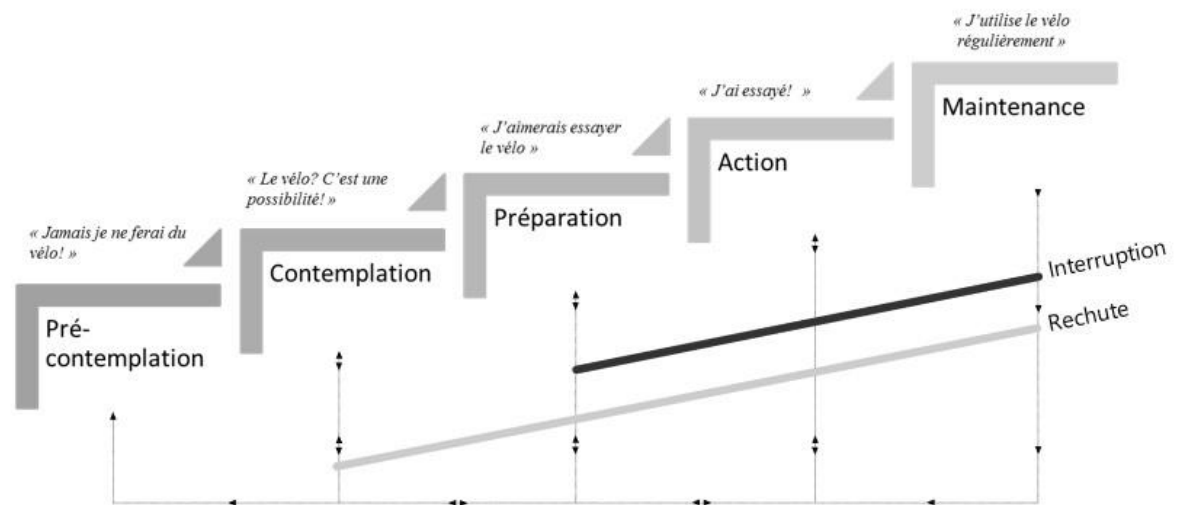 « J'utilise le vélo
régulièrement »
Maintenance
« J'ai essayé! »
Action
« J'aimerais essayer
le vélo »
Préparation
« Le vélo? C'est une
possibilité! »
Contemplation
« Jamais je ne ferai du
vélo! »
Pré-
contemplation
Interruption
Rechute